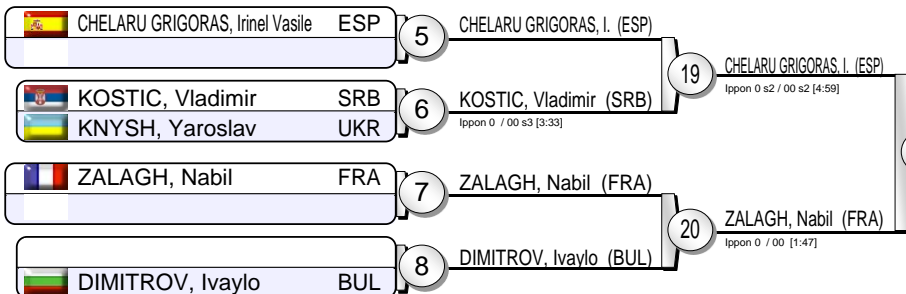 CHELARU GRIGORAS, Irinel Vasile ESP
5
CHELARU GRIGORAS, I. (ESP)
KOSTIC, Vladimir SRB
KNYSH, Yaroslav UKR
6
KOSTIC, Vladimir (SRB)
Ippon 0 / 00 s3 [3:33]
19
CHELARU GRIGORAS, I. (ESP)
Ippon 0 s2 / 00 s2 [4:59]
ZALAGH, Nabil FRA
7
ZALAGH, Nabil (FRA)
DIMITROV, Ivaylo BUL
8
DIMITROV, Ivaylo (BUL)
20
ZALAGH, Nabil (FRA)
Ippon 0 / 00 [1:47]